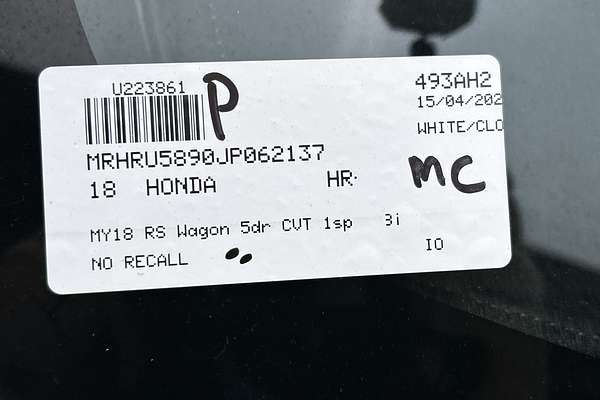 U223861
P
493AH2
15/04/202
WHITE/CLO
MRHRU5890JP062137
18 HONDA HR-
MC
MY18 RS Wagon 5dr CVT 1sp 3i
NO RECALL
IO